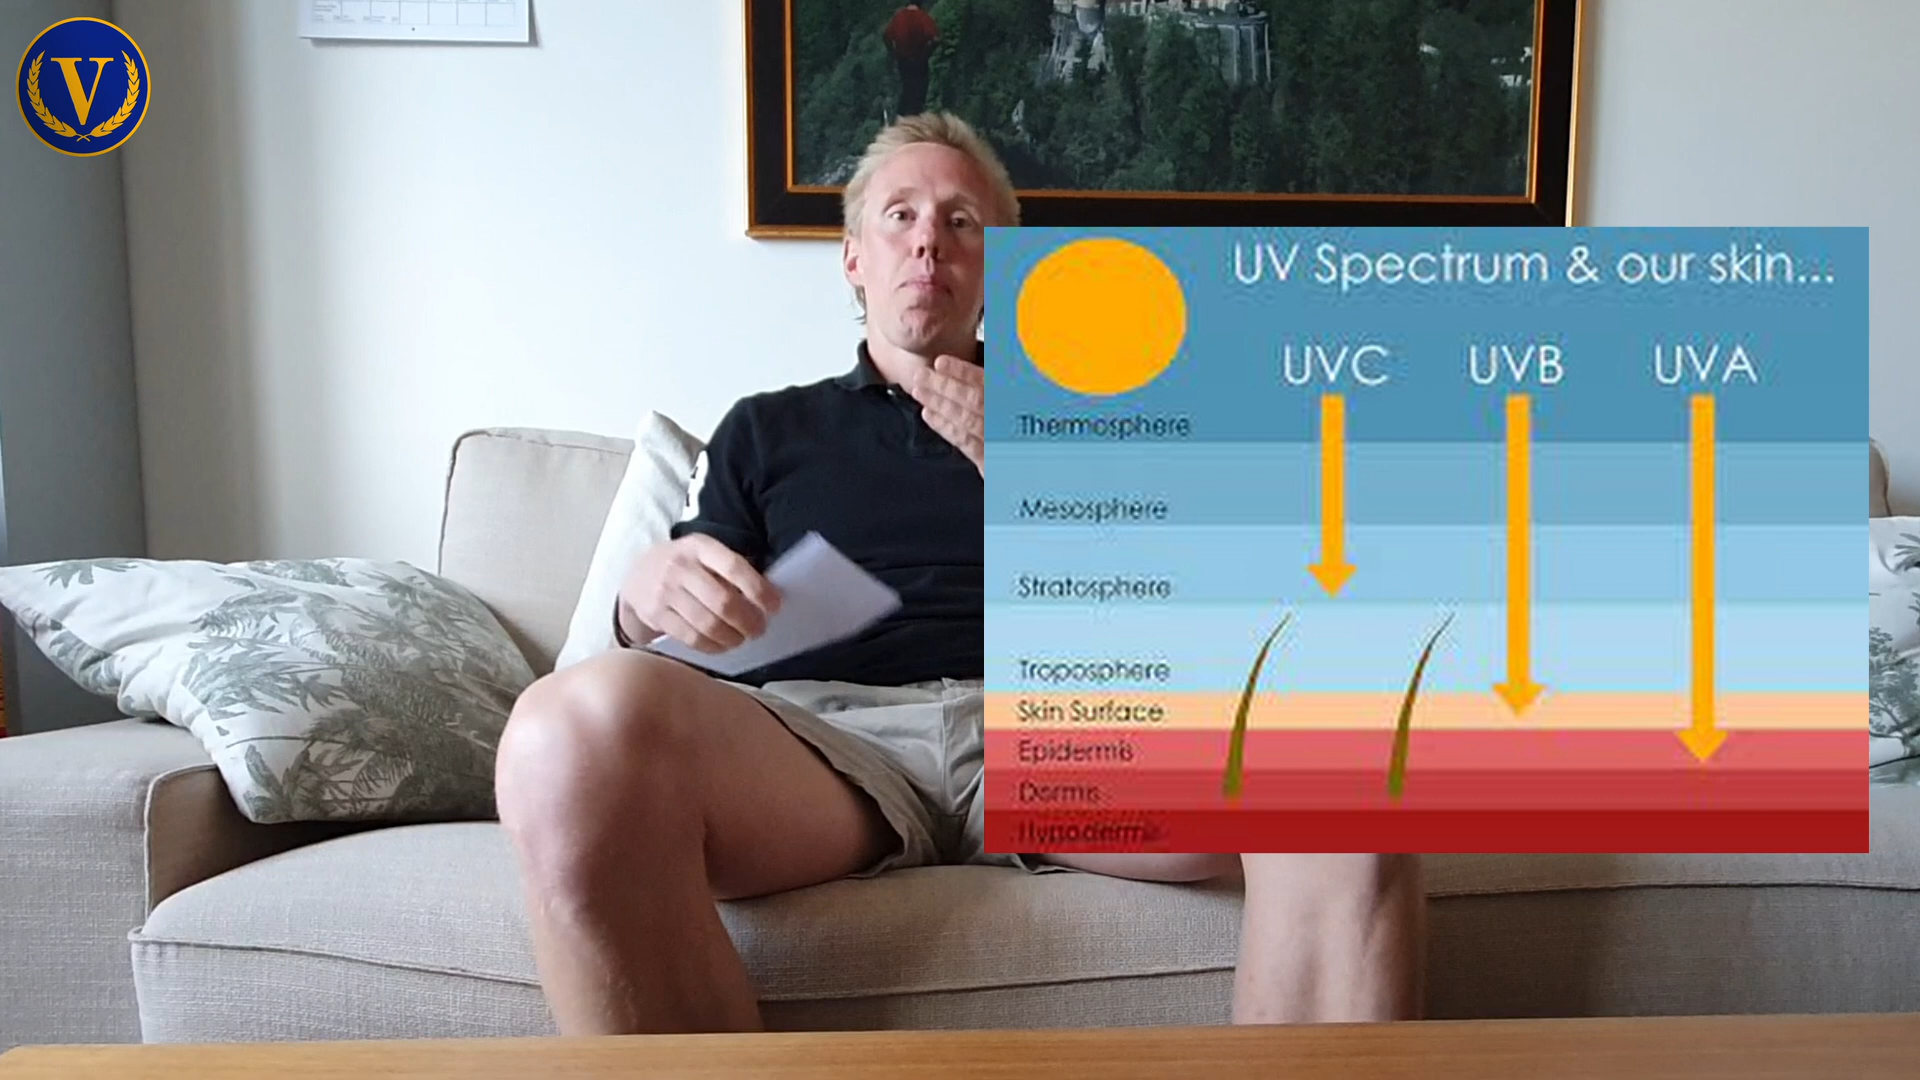 V
UV Spectrum & our skin...
UVC UVB UVA
Thermosphere
Mesosphere
Stratosphere
Troposphere
Skin Surface
Epidermis
Dermis
Hypodermis